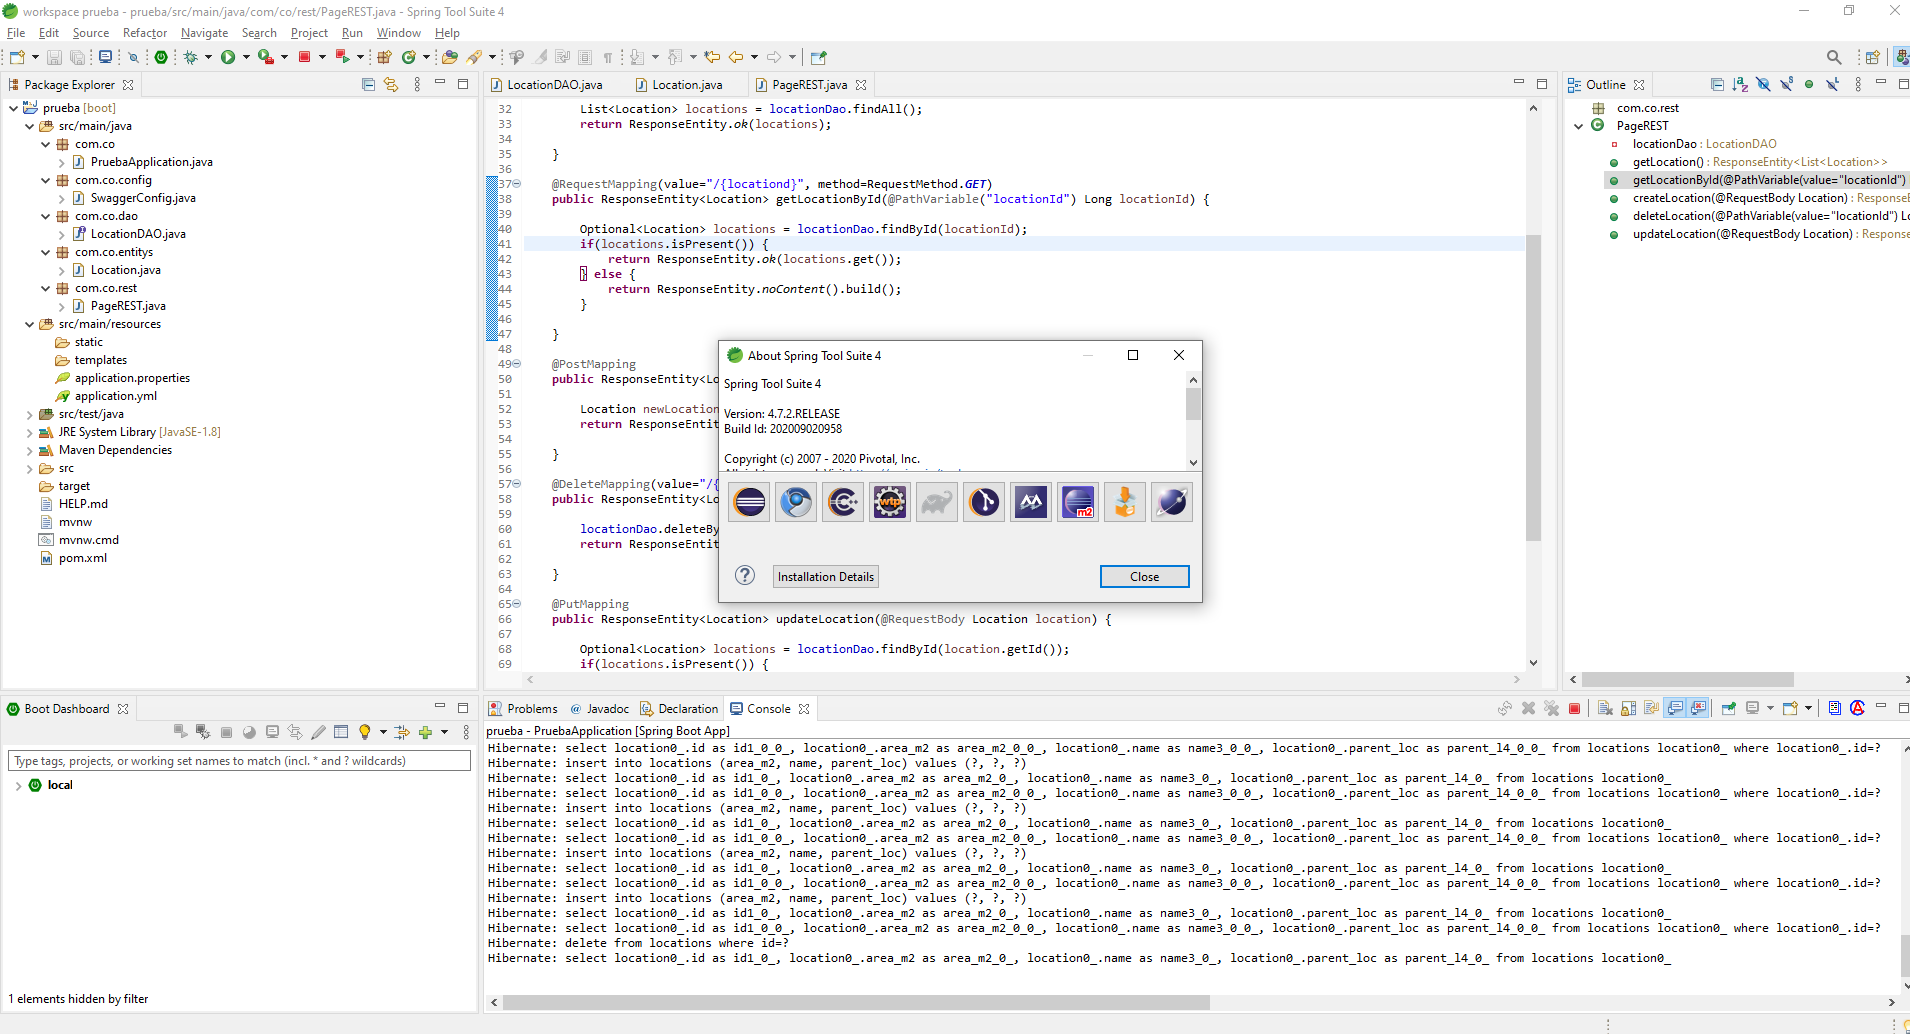 workspace prueba - prueba/src/main/java/com/co/rest/PageREST.java - Spring Tool Suite 4
File Edit Source Refactor Navigate Search Project Run Window Help
Package Explorer
prueba [boot]
src/main/java
com.co
PruebaApplication.java
com.co.config
SwaggerConfig.java
com.co.dao
LocationDAO.java
com.co.entitys
Location.java
com.co.rest
PageREST.java
src/main/resources
static
templates
application.properties
application.yml
src/test/java
JRE System Library [JavaSE-1.8]
Maven Dependencies
src
target
HELP.md
mvnw
mvnw.cmd
pom.xml
LocationDAO.java Location.java PageREST.java
32 List<Location> locations = locationDao.findAll();
33 return ResponseEntity.ok(locations);
34
35 }
36
37 @RequestMapping(value="/{locationd}", method=RequestMethod.GET)
38 public ResponseEntity<Location> getLocationById(@PathVariable("locationId") Long locationId) {
39
40 Optional<Location> locations = locationDao.findById(locationId);
41 if(locations.isPresent()) {
42 return ResponseEntity.ok(locations.get());
43 } else {
44 return ResponseEntity.noContent().build();
45 }
46
47 }
48
49 @PostMapping
50 public ResponseEntity<Lo
51
52 Location newLocation
53 return ResponseEntit
54
55 }
56
57 @DeleteMapping(value="/{
58 public ResponseEntity<Lo
59
60 locationDao.deleteBy
61 return ResponseEntit
62
63 }
64
65 @PutMapping
66 public ResponseEntity<Location> updateLocation(@RequestBody Location location) {
67
68 Optional<Location> locations = locationDao.findById(location.getId());
69 if(locations.isPresent()) {
About Spring Tool Suite 4
Spring Tool Suite 4
Version: 4.7.2.RELEASE
Build Id: 202009020958
Copyright (c) 2007 - 2020 Pivotal, Inc.
wtp
m2
Installation Details
Close
Outline
com.co.rest
PageREST
locationDao : LocationDAO
getLocation() : ResponseEntity<List<Location>>
getLocationById(@PathVariable(value="locationId")
createLocation(@RequestBody Location) : ResponseE
deleteLocation(@PathVariable(value="locationId") Lo
updateLocation(@RequestBody Location) : Response
Boot Dashboard
Type tags, projects, or working set names to match (incl. * and ? wildcards)
local
1 elements hidden by filter
Problems @ Javadoc Declaration Console
prueba - PruebaApplication [Spring Boot App]
Hibernate: select location0_.id as id1_0_0_, location0_.area_m2 as area_m2_0_0_, location0_.name as name3_0_0_, location0_.parent_loc as parent_l4_0_0_ from locations location0_ where location0_.id=?
Hibernate: insert into locations (area_m2, name, parent_loc) values (?, ?, ?)
Hibernate: select location0_.id as id1_0_, location0_.area_m2 as area_m2_0_, location0_.name as name3_0_, location0_.parent_loc as parent_l4_0_ from locations location0_
Hibernate: select location0_.id as id1_0_0_, location0_.area_m2 as area_m2_0_0_, location0_.name as name3_0_0_, location0_.parent_loc as parent_l4_0_0_ from locations location0_ where location0_.id=?
Hibernate: insert into locations (area_m2, name, parent_loc) values (?, ?, ?)
Hibernate: select location0_.id as id1_0_, location0_.area_m2 as area_m2_0_, location0_.name as name3_0_, location0_.parent_loc as parent_l4_0_ from locations location0_
Hibernate: select location0_.id as id1_0_0_, location0_.area_m2 as area_m2_0_0_, location0_.name as name3_0_0_, location0_.parent_loc as parent_l4_0_0_ from locations location0_ where location0_.id=?
Hibernate: insert into locations (area_m2, name, parent_loc) values (?, ?, ?)
Hibernate: select location0_.id as id1_0_, location0_.area_m2 as area_m2_0_, location0_.name as name3_0_, location0_.parent_loc as parent_l4_0_ from locations location0_
Hibernate: select location0_.id as id1_0_0_, location0_.area_m2 as area_m2_0_0_, location0_.name as name3_0_0_, location0_.parent_loc as parent_l4_0_0_ from locations location0_ where location0_.id=?
Hibernate: insert into locations (area_m2, name, parent_loc) values (?, ?, ?)
Hibernate: select location0_.id as id1_0_, location0_.area_m2 as area_m2_0_, location0_.name as name3_0_, location0_.parent_loc as parent_l4_0_ from locations location0_
Hibernate: select location0_.id as id1_0_0_, location0_.area_m2 as area_m2_0_0_, location0_.name as name3_0_0_, location0_.parent_loc as parent_l4_0_0_ from locations location0_ where location0_.id=?
Hibernate: delete from locations where id=?
Hibernate: select location0_.id as id1_0_, location0_.area_m2 as area_m2_0_, location0_.name as name3_0_, location0_.parent_loc as parent_l4_0_ from locations location0_